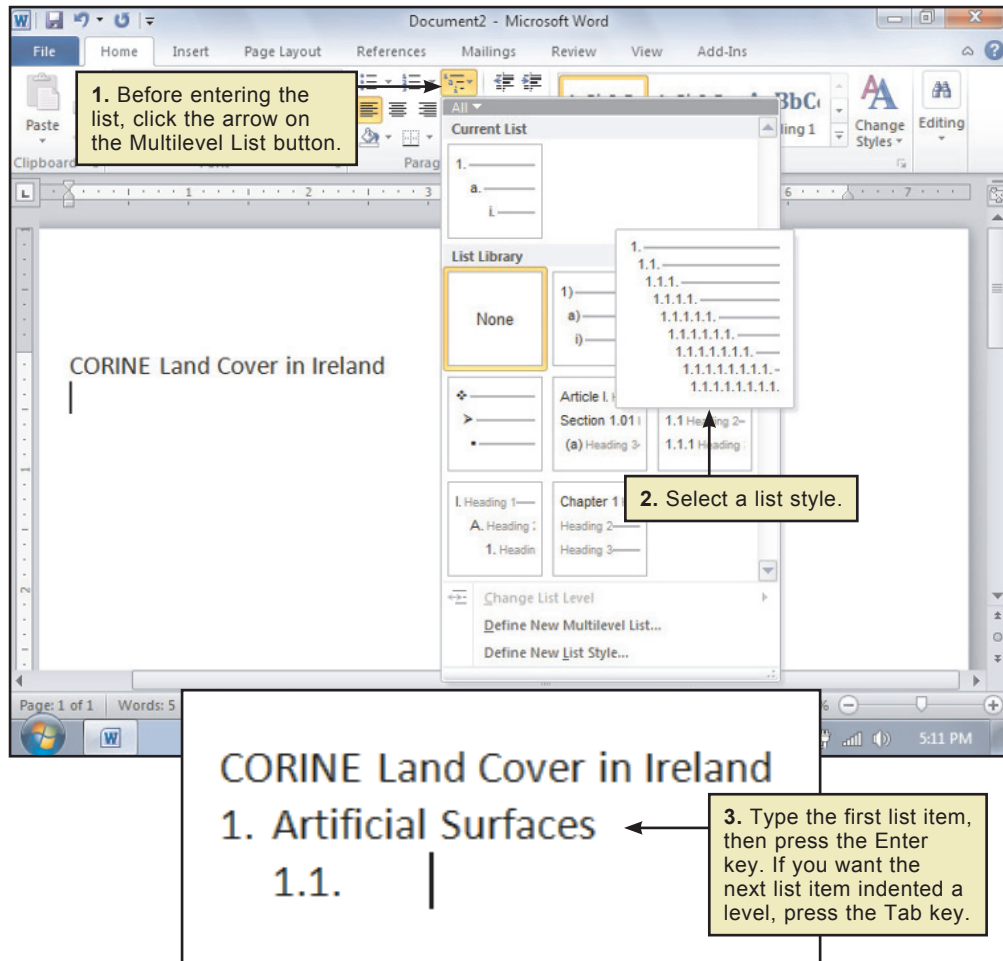 Document2 - Microsoft Word
File Home Insert Page Layout References Mailings Review View Add-Ins
1. Before entering the
list, click the arrow on
the Multilevel List button.
Paste
Clipboard
Parag
Change
Styles
Editing
All
Current List
1.
a.
i.
List Library
None
1)
a)
i)
1.
1.1.
1.1.1.
1.1.1.1.
1.1.1.1.1.
1.1.1.1.1.1.
1.1.1.1.1.1.1.
1.1.1.1.1.1.1.1.
1.1.1.1.1.1.1.1.1.
Article I.
Section 1.01
(a) Heading 3
1.1 Heading 2
1.1.1 Heading
I. Heading 1
A. Heading 2
1. Headin
Chapter 1
Heading 2
Heading 3
2. Select a list style.
Change List Level
Define New Multilevel List...
Define New List Style...
CORINE Land Cover in Ireland
Page: 1 of 1 Words: 5
5:11 PM
CORINE Land Cover in Ireland
1. Artificial Surfaces
1.1.
3. Type the first list item,
then press the Enter
key. If you want the
next list item indented a
level, press the Tab key.